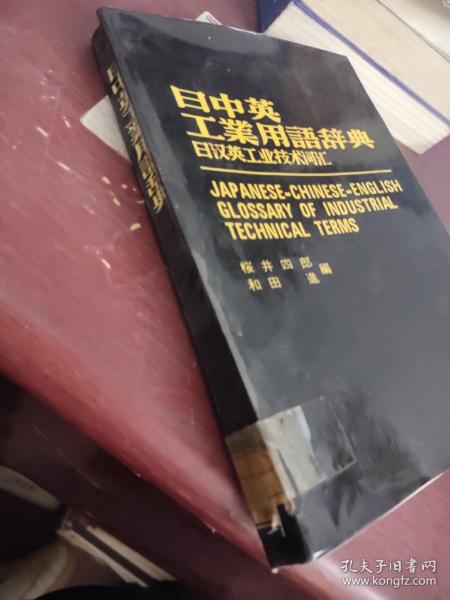 日中英
工業用語辞典
日汉英工业技术词汇
JAPANESE-CHINESE-ENGLISH
GLOSSARY OF INDUSTRIAL
TECHNICAL TERMS
桜井四郎
和田 進 編
孔夫子旧书网
www.kongfz.com